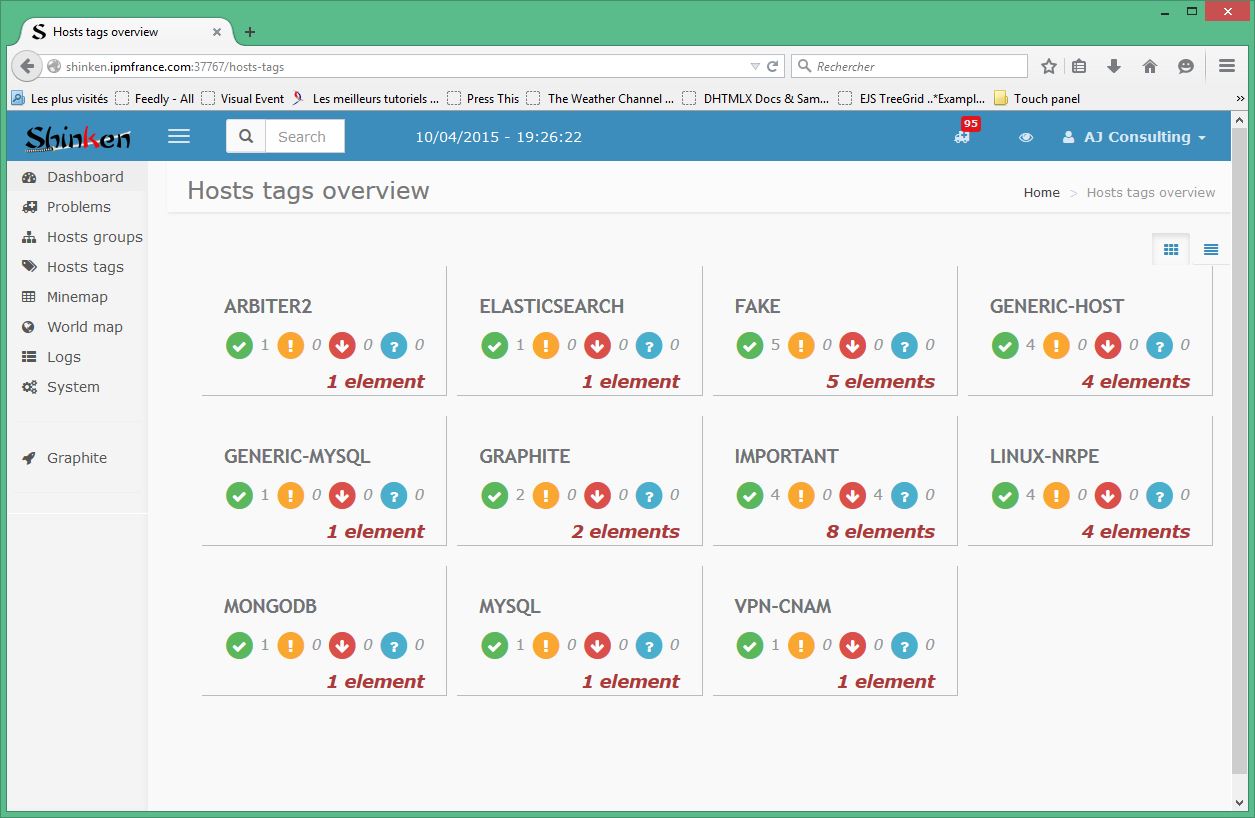 Hosts tags overview
shinken.ipmfrance.com:37767/hosts-tags
Rechercher
Les plus visités Feedly - All Visual Event Les meilleurs tutoriels ... Press This The Weather Channel ... DHTMLX Docs & Sam... EJS TreeGrid ..*Exampl... Touch panel
Shinken Search 10/04/2015 - 19:26:22 95 AJ Consulting
Dashboard
Problems
Hosts groups
Hosts tags
Minemap
World map
Logs
System
Graphite
Hosts tags overview
Home > Hosts tags overview
ARBITER2
1 0 0 0
1 element
ELASTICSEARCH
1 0 0 0
1 element
FAKE
5 0 0 0
5 elements
GENERIC-HOST
4 0 0 0
4 elements
GENERIC-MYSQL
1 0 0 0
1 element
GRAPHITE
2 0 0 0
2 elements
IMPORTANT
4 0 4 0
8 elements
LINUX-NRPE
4 0 0 0
4 elements
MONGODB
1 0 0 0
1 element
MYSQL
1 0 0 0
1 element
VPN-CNAM
1 0 0 0
1 element